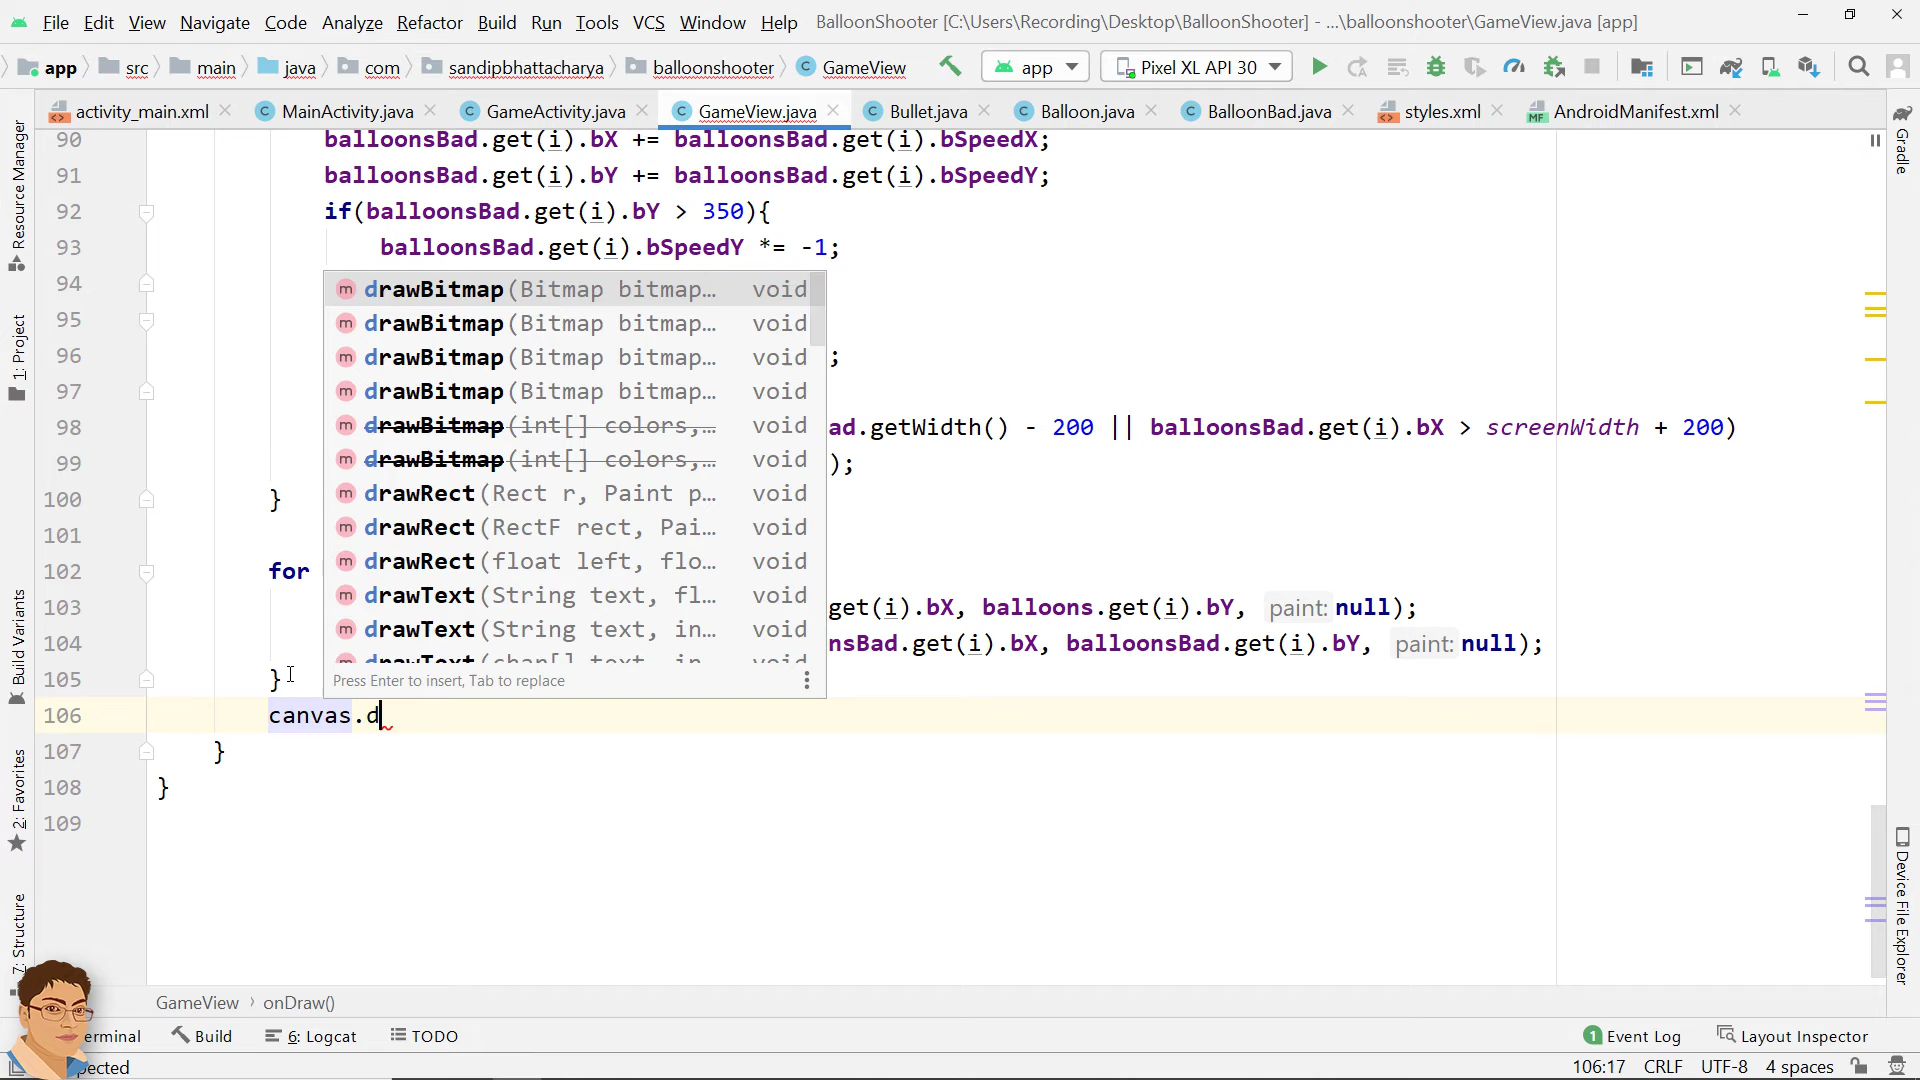 File Edit View Navigate Code Analyze Refactor Build Run Tools VCS Window Help BalloonShooter [C:\Users\Recording\Desktop\BalloonShooter] - ...\balloonshooter\GameView.java [app]
app src main java com sandipbhattacharya balloonshooter GameView app Pixel XL API 30
activity_main.xml MainActivity.java GameActivity.java GameView.java Bullet.java Balloon.java BalloonBad.java styles.xml AndroidManifest.xml
90 balloonsBad.get(i).bX += balloonsBad.get(i).bSpeedX;
91 balloonsBad.get(i).bY += balloonsBad.get(i).bSpeedY;
92 if(balloonsBad.get(i).bY > 350){
93 balloonsBad.get(i).bSpeedY *= -1;
94 drawBitmap(Bitmap bitmap… void
95 drawBitmap(Bitmap bitmap… void
96 drawBitmap(Bitmap bitmap… void ;
97 drawBitmap(Bitmap bitmap… void
98 drawBitmap(int[] colors,… void ad.getWidth() - 200 || balloonsBad.get(i).bX > screenWidth + 200)
99 drawBitmap(int[] colors,… void );
100 } drawRect(Rect r, Paint p… void
101 drawRect(RectF rect, Pai… void
102 for drawRect(float left, flo… void
103 drawText(String text, fl… void get(i).bX, balloons.get(i).bY, paint: null);
104 drawText(String text, in… void nsBad.get(i).bX, balloonsBad.get(i).bY, paint: null);
drawText(char[] text, in… void
105 } Press Enter to insert, Tab to replace
106 canvas.d
107 }
108 }
109
GameView onDraw()
erminal Build 6: Logcat TODO Event Log Layout Inspector
pected 106:17 CRLF UTF-8 4 spaces
Resource Manager
1: Project
Build Variants
2: Favorites
7: Structure
Gradle
Device File Explorer